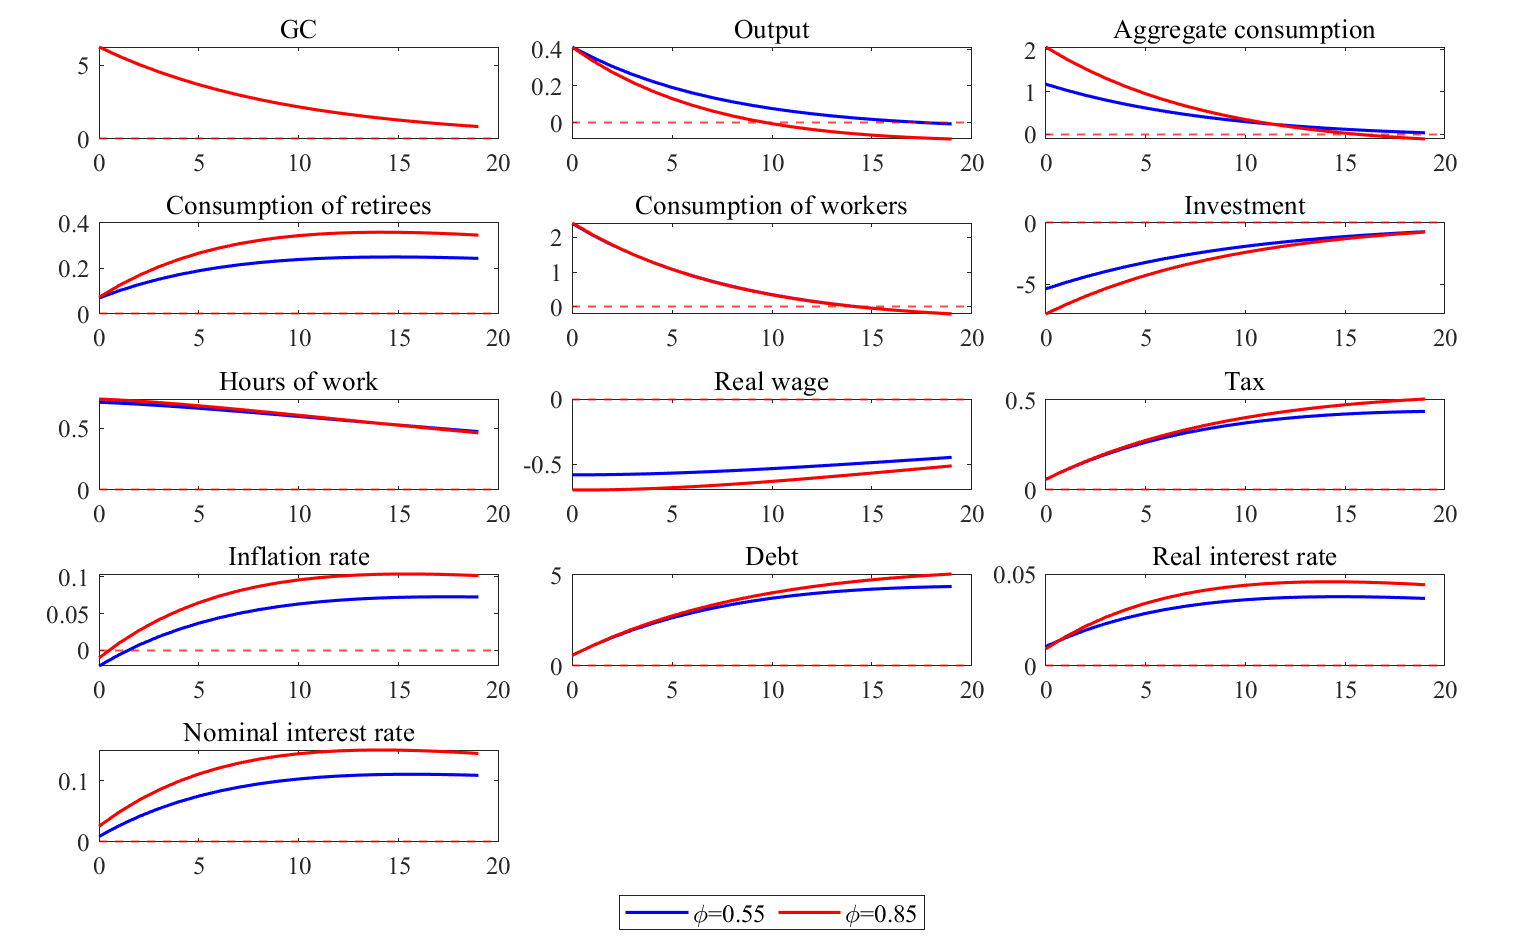 GC
5
0
0 5 10 15 20
Output
0.4
0.2
0
0 5 10 15 20
Aggregate consumption
2
1
0
0 5 10 15 20
Consumption of retirees
0.4
0.2
0
0 5 10 15 20
Consumption of workers
2
1
0
0 5 10 15 20
Investment
0
-5
0 5 10 15 20
Hours of work
0.5
0
0 5 10 15 20
Real wage
0
-0.5
0 5 10 15 20
Tax
0.5
0
0 5 10 15 20
Inflation rate
0.1
0.05
0
0 5 10 15 20
Debt
5
0
0 5 10 15 20
Real interest rate
0.05
0
0 5 10 15 20
Nominal interest rate
0.1
0
0 5 10 15 20
ϕ=0.55 ϕ=0.85